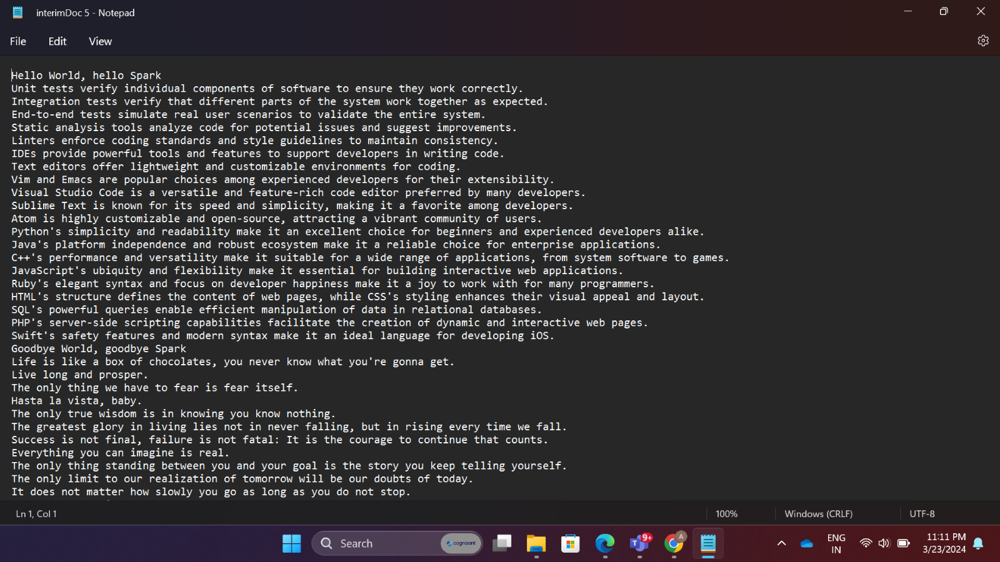 interimDoc 5 - Notepad
File Edit View
Hello World, hello Spark
Unit tests verify individual components of software to ensure they work correctly.
Integration tests verify that different parts of the system work together as expected.
End-to-end tests simulate real user scenarios to validate the entire system.
Static analysis tools analyze code for potential issues and suggest improvements.
Linters enforce coding standards and style guidelines to maintain consistency.
IDEs provide powerful tools and features to support developers in writing code.
Text editors offer lightweight and customizable environments for coding.
Vim and Emacs are popular choices among experienced developers for their extensibility.
Visual Studio Code is a versatile and feature-rich code editor preferred by many developers.
Sublime Text is known for its speed and simplicity, making it a favorite among developers.
Atom is highly customizable and open-source, attracting a vibrant community of users.
Python's simplicity and readability make it an excellent choice for beginners and experienced developers alike.
Java's platform independence and robust ecosystem make it a reliable choice for enterprise applications.
C++'s performance and versatility make it suitable for a wide range of applications, from system software to games.
JavaScript's ubiquity and flexibility make it essential for building interactive web applications.
Ruby's elegant syntax and focus on developer happiness make it a joy to work with for many programmers.
HTML's structure defines the content of web pages, while CSS's styling enhances their visual appeal and layout.
SQL's powerful queries enable efficient manipulation of data in relational databases.
PHP's server-side scripting capabilities facilitate the creation of dynamic and interactive web pages.
Swift's safety features and modern syntax make it an ideal language for developing iOS.
Goodbye World, goodbye Spark
Life is like a box of chocolates, you never know what you're gonna get.
Live long and prosper.
The only thing we have to fear is fear itself.
Hasta la vista, baby.
The only true wisdom is in knowing you know nothing.
The greatest glory in living lies not in never falling, but in rising every time we fall.
Success is not final, failure is not fatal: It is the courage to continue that counts.
Everything you can imagine is real.
The only thing standing between you and your goal is the story you keep telling yourself.
The only limit to our realization of tomorrow will be our doubts of today.
It does not matter how slowly you go as long as you do not stop.
Ln 1, Col 1 100% Windows (CRLF) UTF-8
Search cognizant 9+ A ENG 11:11 PM
IN 3/23/2024